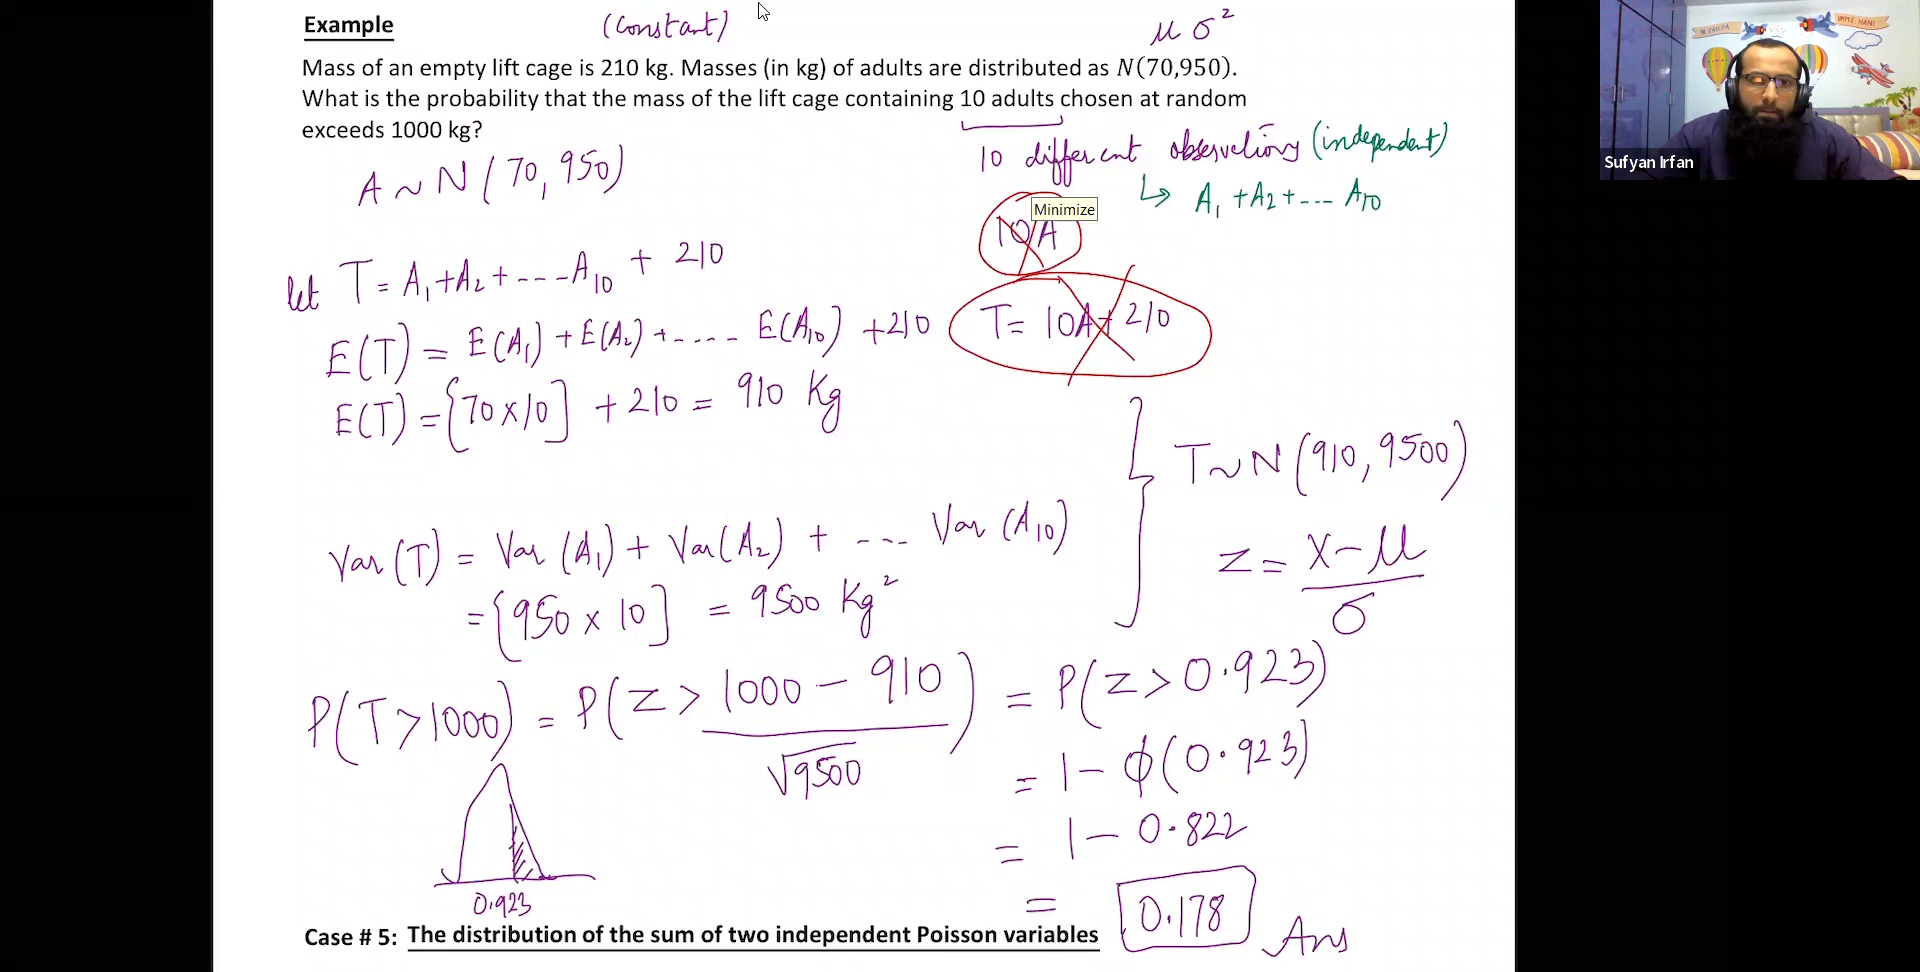 Example
(Constant)
μ σ²
Mass of an empty lift cage is 210 kg. Masses (in kg) of adults are distributed as N(70,950).
What is the probability that the mass of the lift cage containing 10 adults chosen at random
exceeds 1000 kg?
10 different observations (independent)
↳ A₁ + A₂ + ---- A₁₀
A ~ N(70, 950)
Minimize
10A
let T = A₁ + A₂ + ---- A₁₀ + 210
T = 10A + 210
E(T) = E(A₁) + E(A₂) + ..... E(A₁₀) + 210
E(T) = [70 × 10] + 210 = 910 Kg
T ~ N(910, 9500)
Var(T) = Var(A₁) + Var(A₂) + --- Var(A₁₀)
= [950 × 10] = 9500 Kg²
z = (x - μ) / σ
P(T > 1000) = P(Z > (1000 - 910) / √9500) = P(Z > 0.923)
= 1 - ϕ(0.923)
= 1 - 0.822
= 0.178 Ans
0.923
Case # 5: The distribution of the sum of two independent Poisson variables
Sufyan Irfan